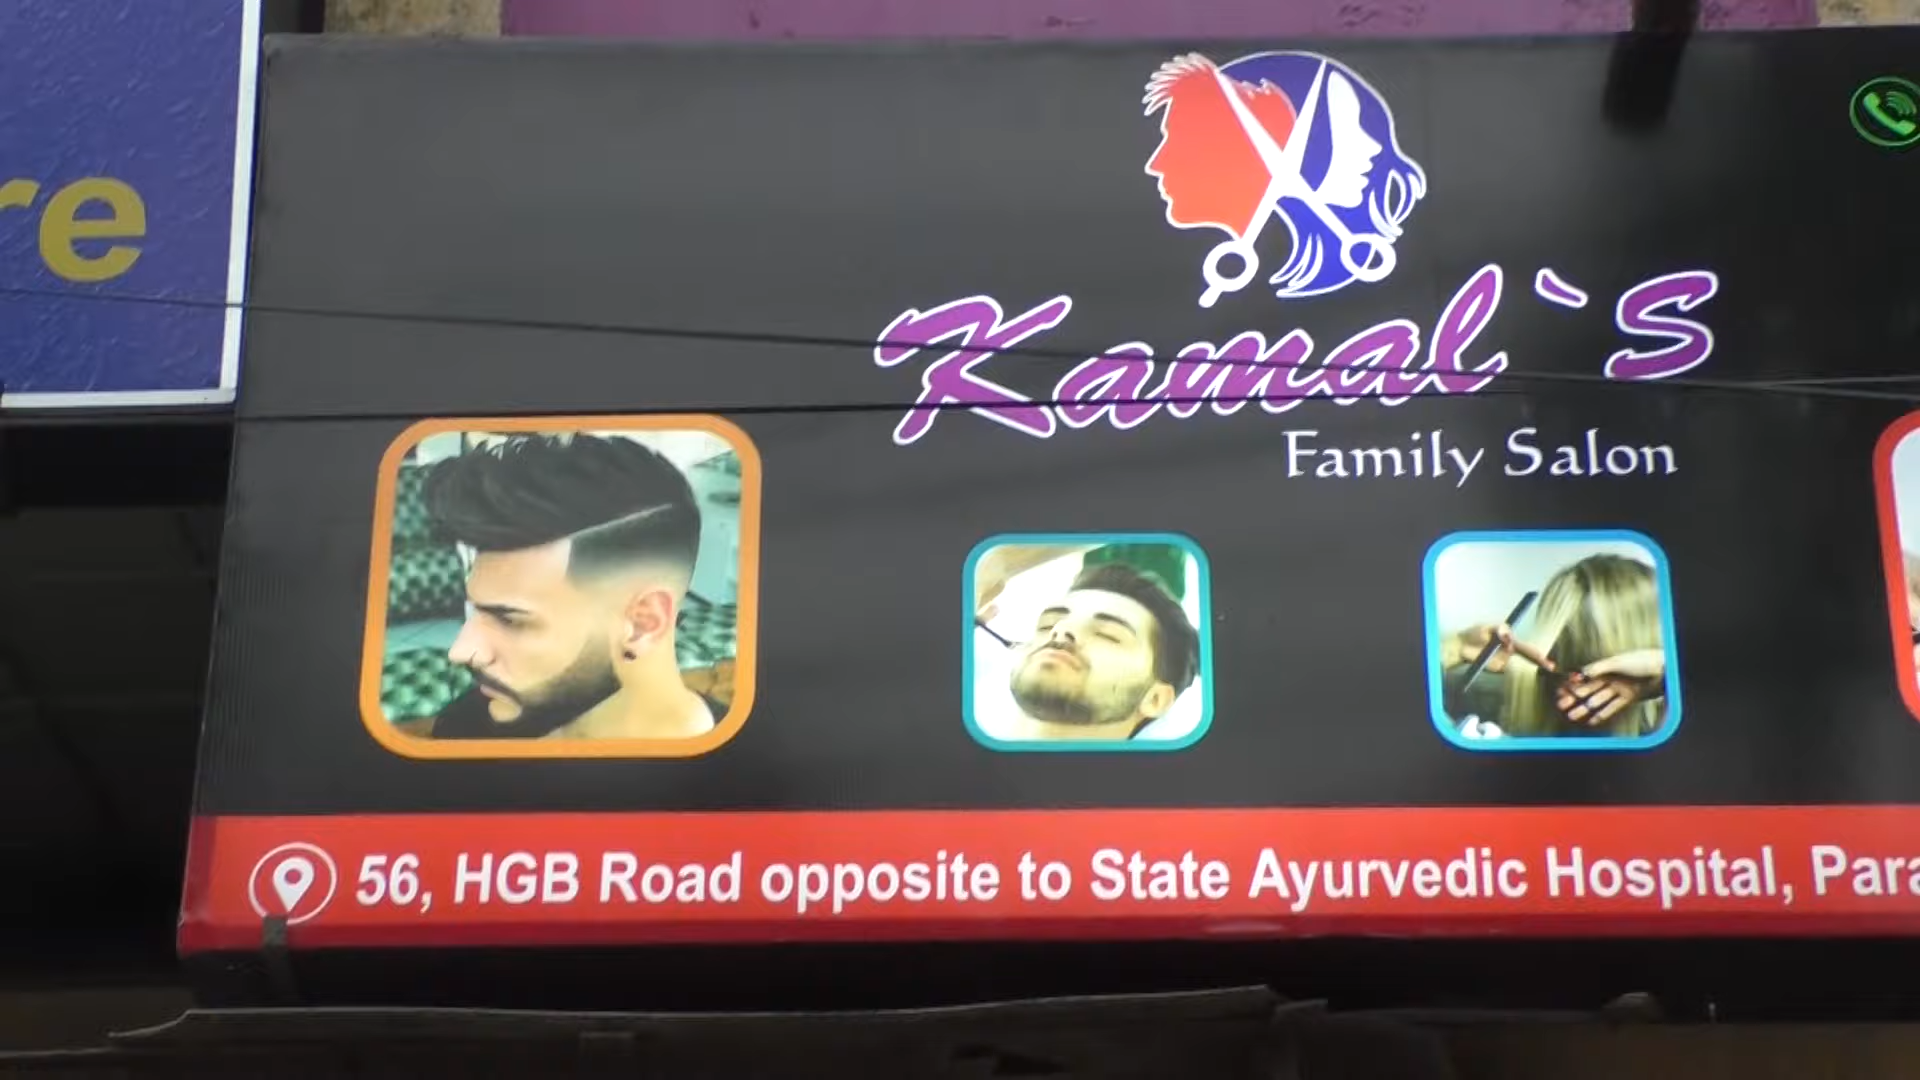 re
Kamal`s
Family Salon
56, HGB Road opposite to State Ayurvedic Hospital, Para